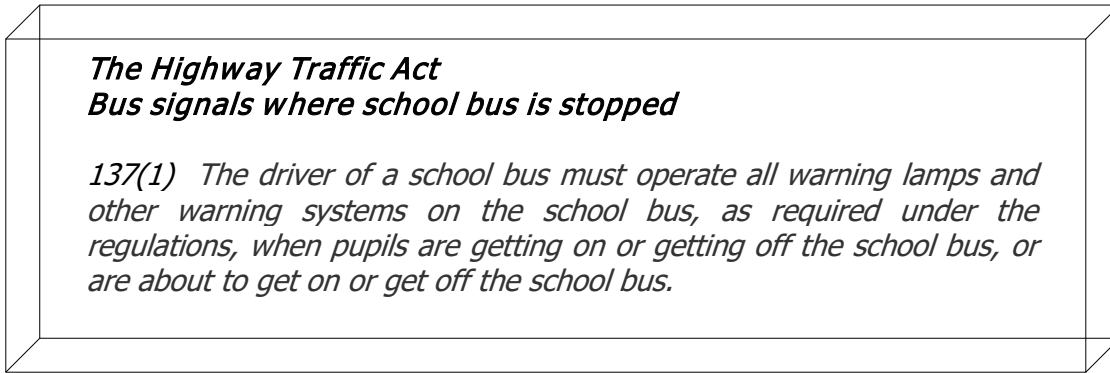 The Highway Traffic Act
Bus signals where school bus is stopped
137(1) The driver of a school bus must operate all warning lamps and
other warning systems on the school bus, as required under the
regulations, when pupils are getting on or getting off the school bus, or
are about to get on or get off the school bus.